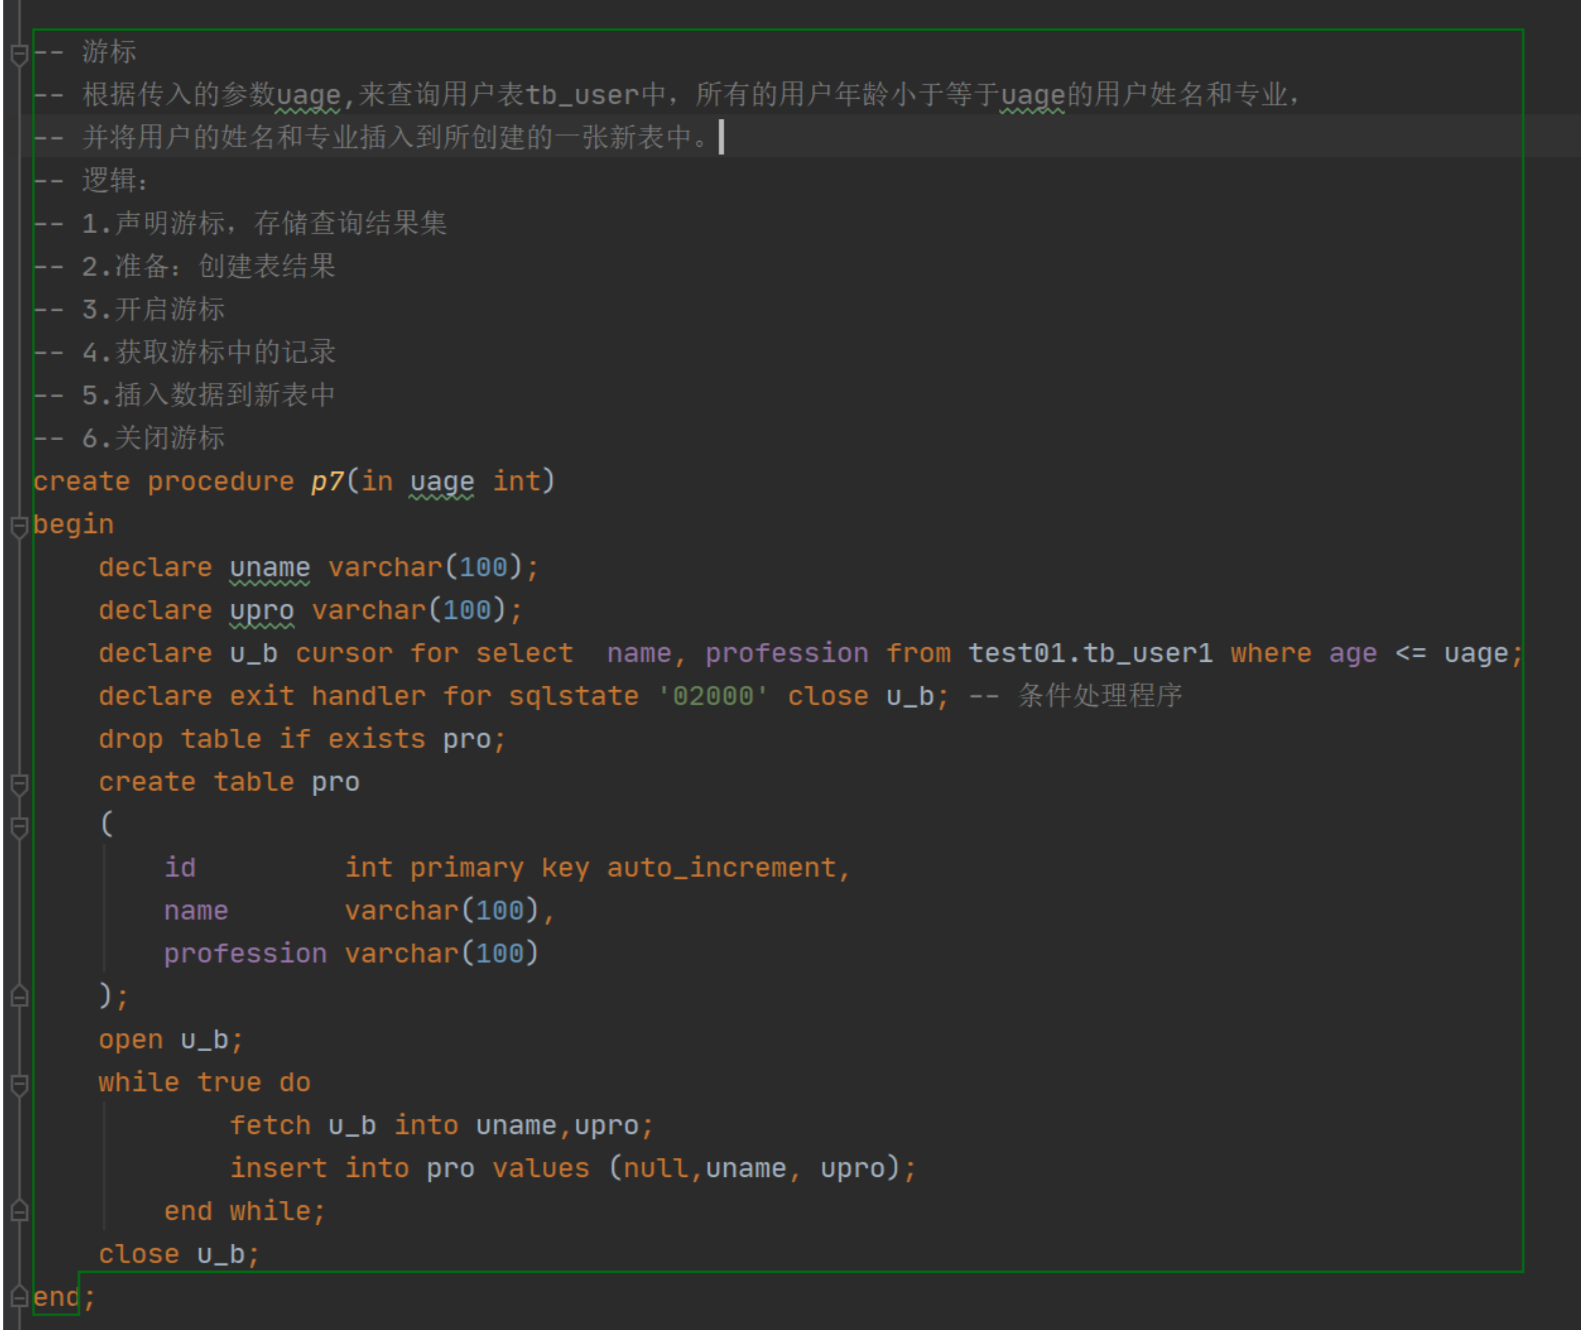 -- 游标
-- 根据传入的参数uage,来查询用户表tb_user中，所有的用户年龄小于等于uage的用户姓名和专业，
-- 并将用户的姓名和专业插入到所创建的一张新表中。
-- 逻辑：
-- 1.声明游标，存储查询结果集
-- 2.准备：创建表结果
-- 3.开启游标
-- 4.获取游标中的记录
-- 5.插入数据到新表中
-- 6.关闭游标
create procedure p7(in uage int)
begin
    declare uname varchar(100);
    declare upro varchar(100);
    declare u_b cursor for select  name, profession from test01.tb_user1 where age <= uage;
    declare exit handler for sqlstate '02000' close u_b; -- 条件处理程序
    drop table if exists pro;
    create table pro
    (
        id         int primary key auto_increment,
        name       varchar(100),
        profession varchar(100)
    );
    open u_b;
    while true do
            fetch u_b into uname,upro;
            insert into pro values (null,uname, upro);
        end while;
    close u_b;
end;